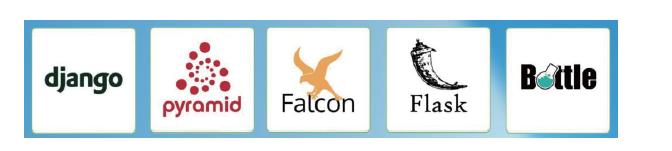 django
pyramid
Falcon
Flask
Bottle